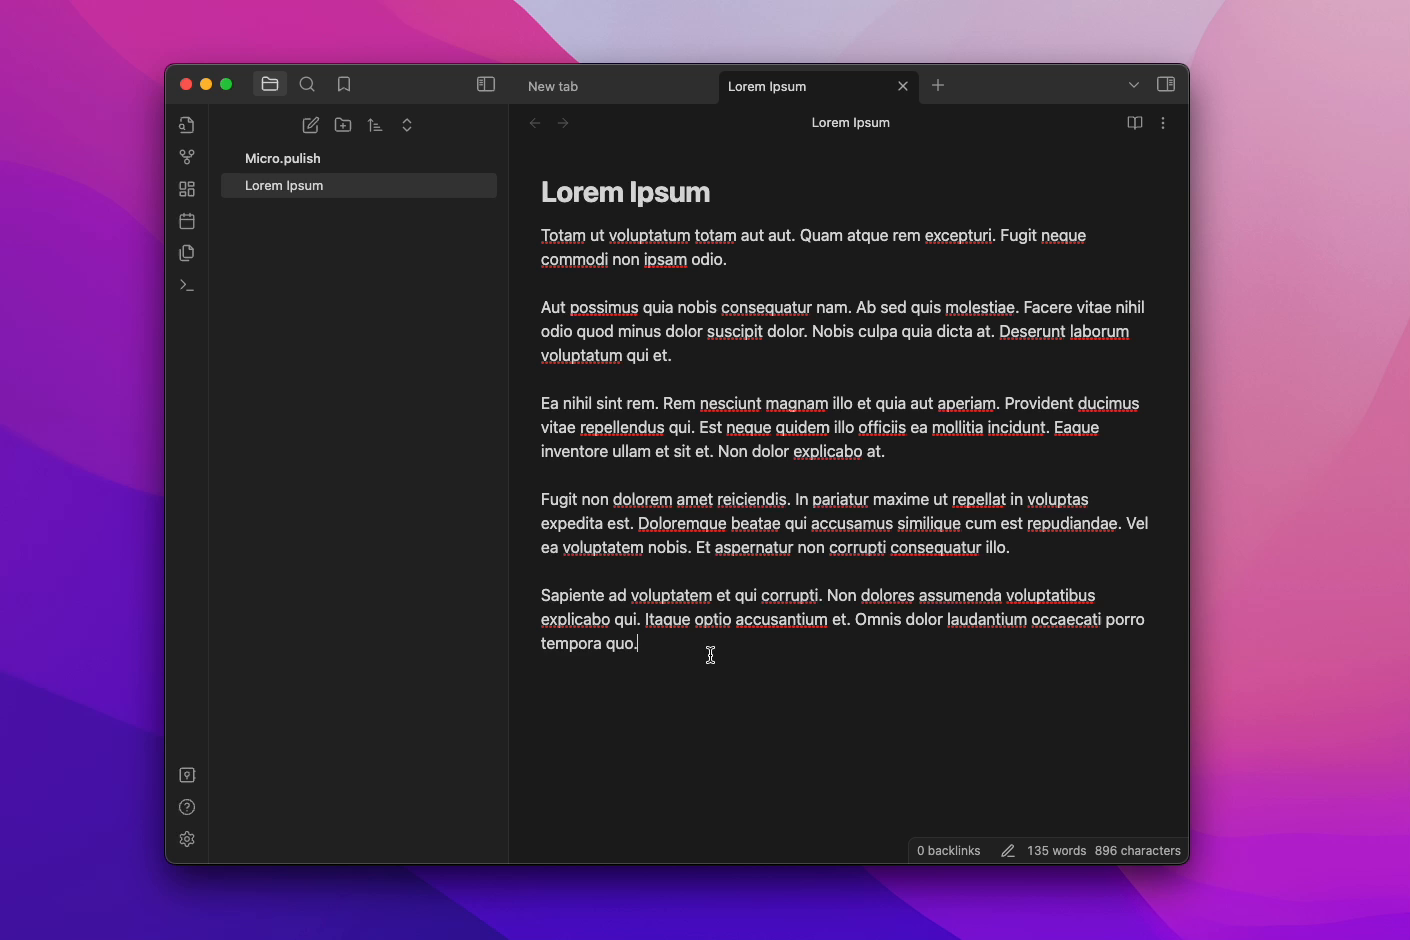 New tab
Lorem Ipsum
Lorem Ipsum
Micro.pulish
Lorem Ipsum
Lorem Ipsum
Totam ut voluptatum totam aut aut. Quam atque rem excepturi. Fugit neque
commodi non ipsam odio.
Aut possimus quia nobis consequatur nam. Ab sed quis molestiae. Facere vitae nihil
odio quod minus dolor suscipit dolor. Nobis culpa quia dicta at. Deserunt laborum
voluptatum qui et.
Ea nihil sint rem. Rem nesciunt magnam illo et quia aut aperiam. Provident ducimus
vitae repellendus qui. Est neque quidem illo officiis ea mollitia incidunt. Eaque
inventore ullam et sit et. Non dolor explicabo at.
Fugit non dolorem amet reiciendis. In pariatur maxime ut repellat in voluptas
expedita est. Doloremque beatae qui accusamus similique cum est repudiandae. Vel
ea voluptatem nobis. Et aspernatur non corrupti consequatur illo.
Sapiente ad voluptatem et qui corrupti. Non dolores assumenda voluptatibus
explicabo qui. Itaque optio accusantium et. Omnis dolor laudantium occaecati porro
tempora quo.
0 backlinks 135 words 896 characters